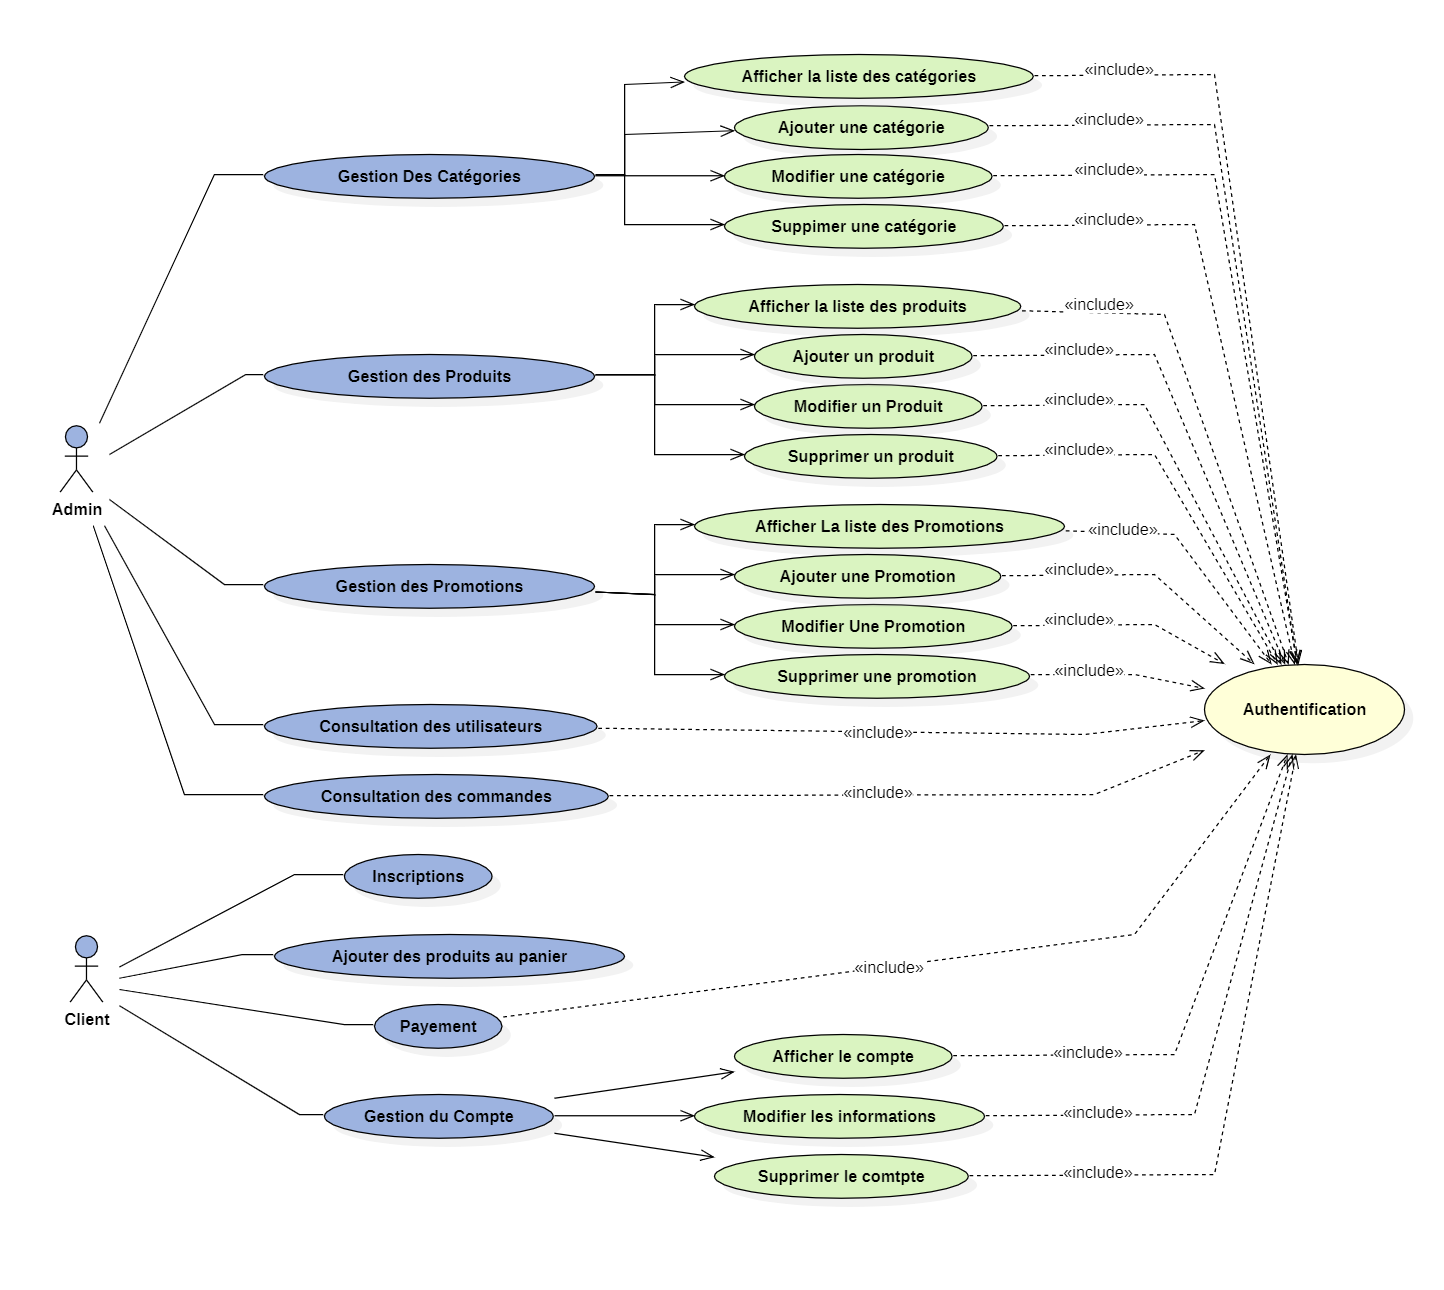 Afficher la liste des catégories
«include»
Ajouter une catégorie
«include»
Gestion Des Catégories
Modifier une catégorie
«include»
Suppimer une catégorie
«include»
Afficher la liste des produits
«include»
Ajouter un produit
«include»
Gestion des Produits
Modifier un Produit
«include»
Supprimer un produit
«include»
Admin
Afficher La liste des Promotions
«include»
Ajouter une Promotion
«include»
Gestion des Promotions
Modifier Une Promotion
«include»
Supprimer une promotion
«include»
Authentification
Consultation des utilisateurs
«include»
Consultation des commandes
«include»
Inscriptions
Ajouter des produits au panier
«include»
Client
Payement
Afficher le compte
«include»
Gestion du Compte
Modifier les informations
«include»
Supprimer le comtpte
«include»